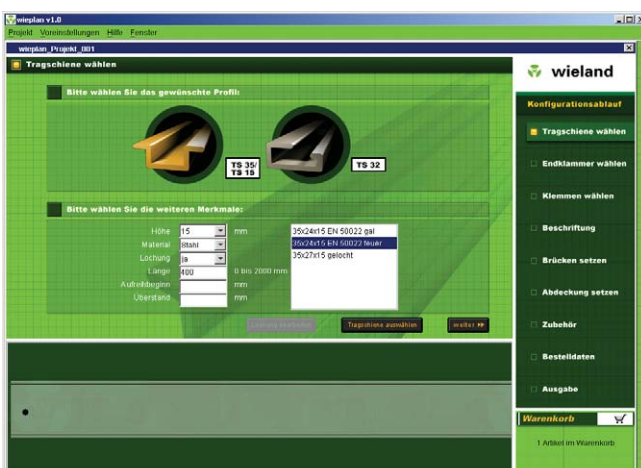 wieplan v1.0
Projekt Voreinstellungen Hilfe Fenster
wieplan_Projekt_001
Tragschiene wählen
Bitte wählen Sie das gewünschte Profil:
TS 35/
TS 15
TS 32
Bitte wählen Sie die weiteren Merkmale:
Höhe 15 mm
Material Stahl
Lochung ja
Länge 400 0 bis 2000 mm
Aufreihbeginn mm
Überstand mm
35x24x15 EN 50022 gal
35x24x15 EN 50022 feuer
35x27x15 gelocht
Tragschiene auswählen
weiter
wieland
Konfigurationsablauf
Tragschiene wählen
Endklammer wählen
Klemmen wählen
Beschriftung
Brücken setzen
Abdeckung setzen
Zubehör
Bestelldaten
Ausgabe
Warenkorb
1 Artikel im Warenkorb